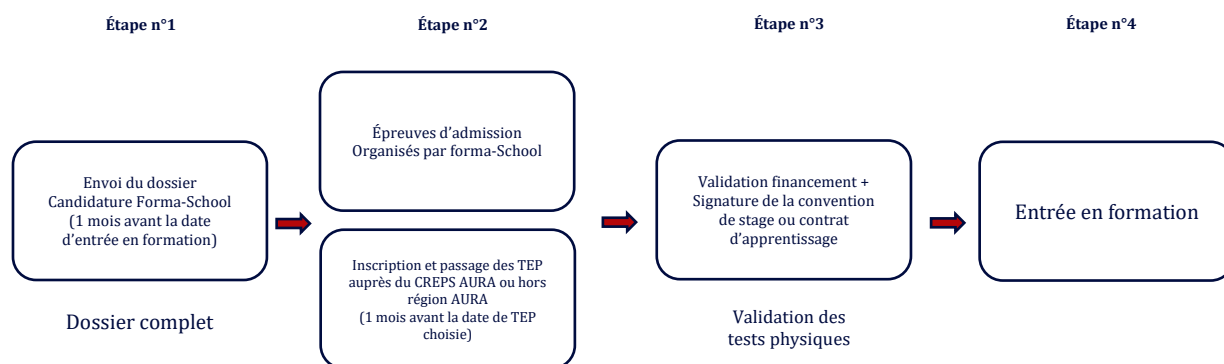 Étape n°1
Étape n°2
Étape n°3
Étape n°4
Envoi du dossier
Candidature Forma-School
(1 mois avant la date
d'entrée en formation)
Dossier complet
Épreuves d'admission
Organisés par forma-School
Inscription et passage des TEP
auprès du CREPS AURA ou hors
région AURA
(1 mois avant la date de TEP
choisie)
Validation financement +
Signature de la convention
de stage ou contrat
d'apprentissage
Validation des
tests physiques
Entrée en formation